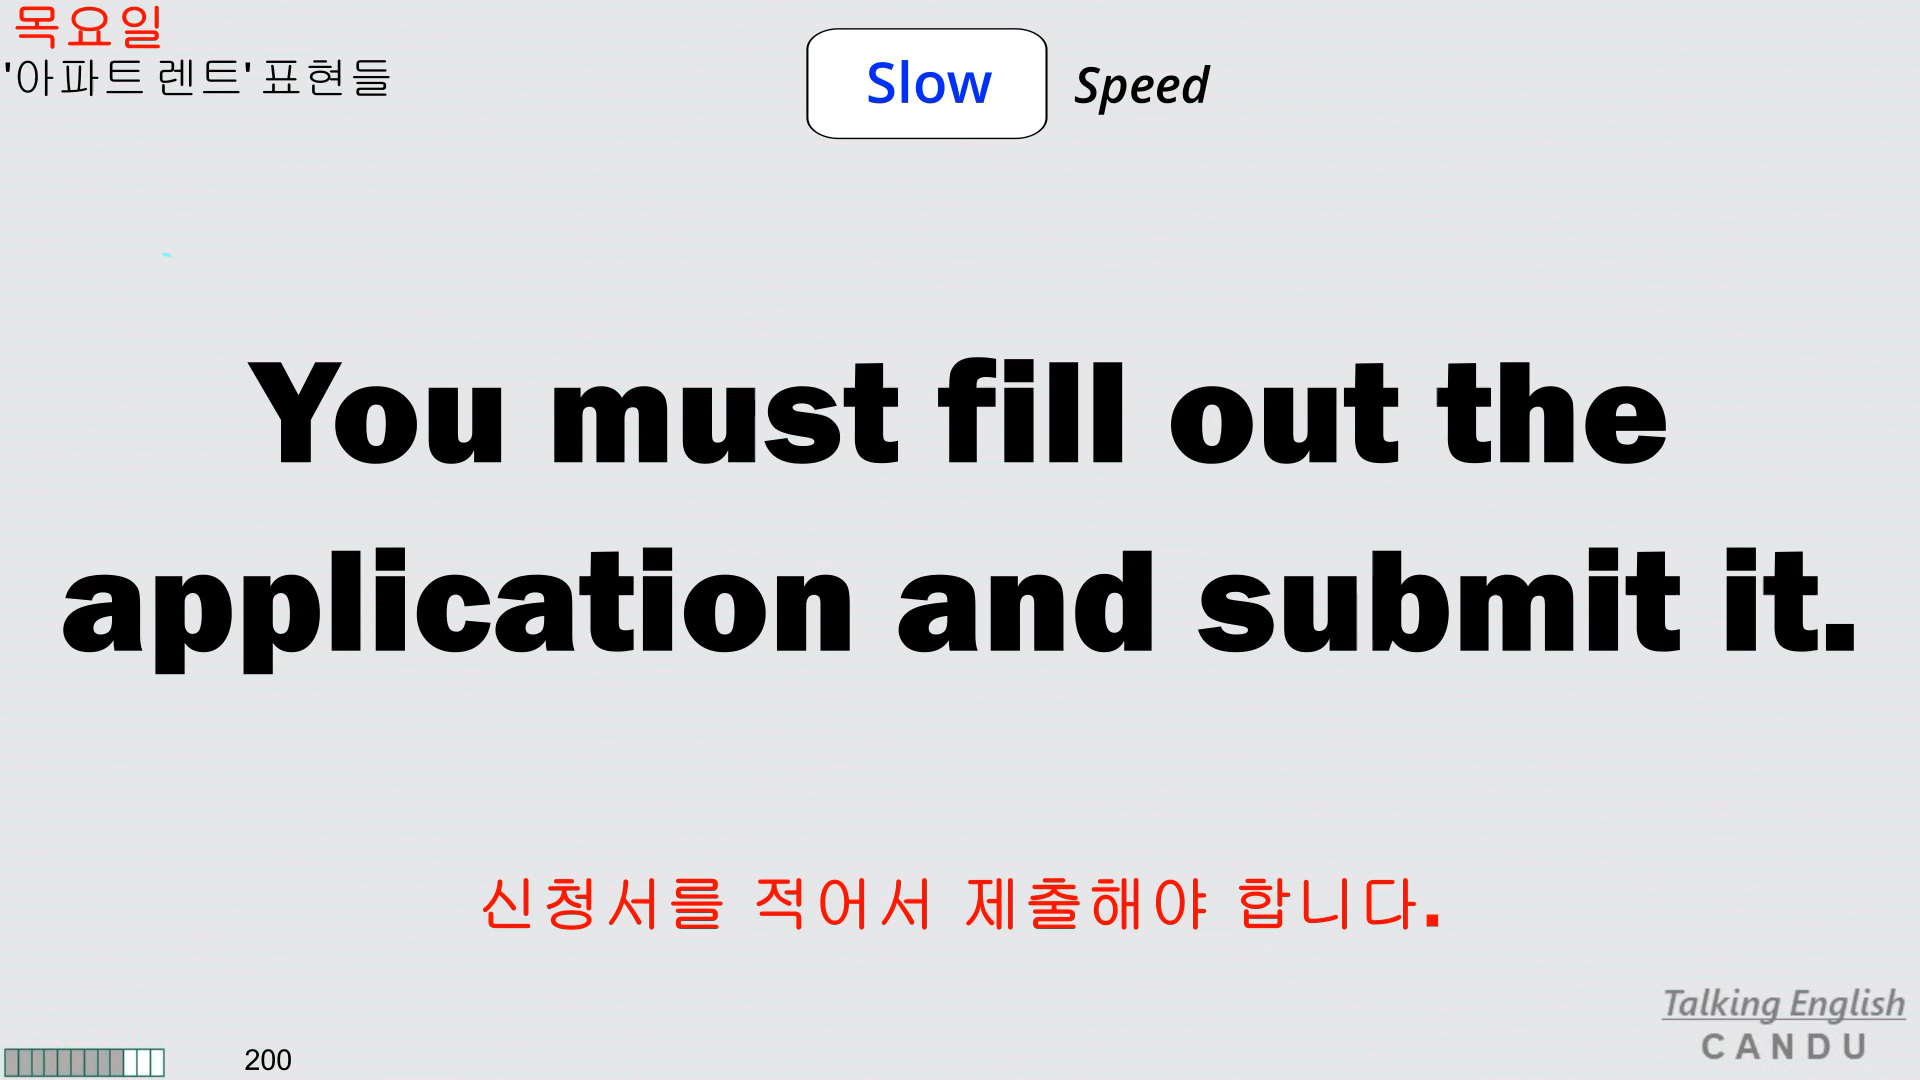 목요일
'아파트 렌트' 표현들
Slow Speed
You must fill out the
application and submit it.
신청서를 적어서 제출해야 합니다.
Talking English
CANDU
200